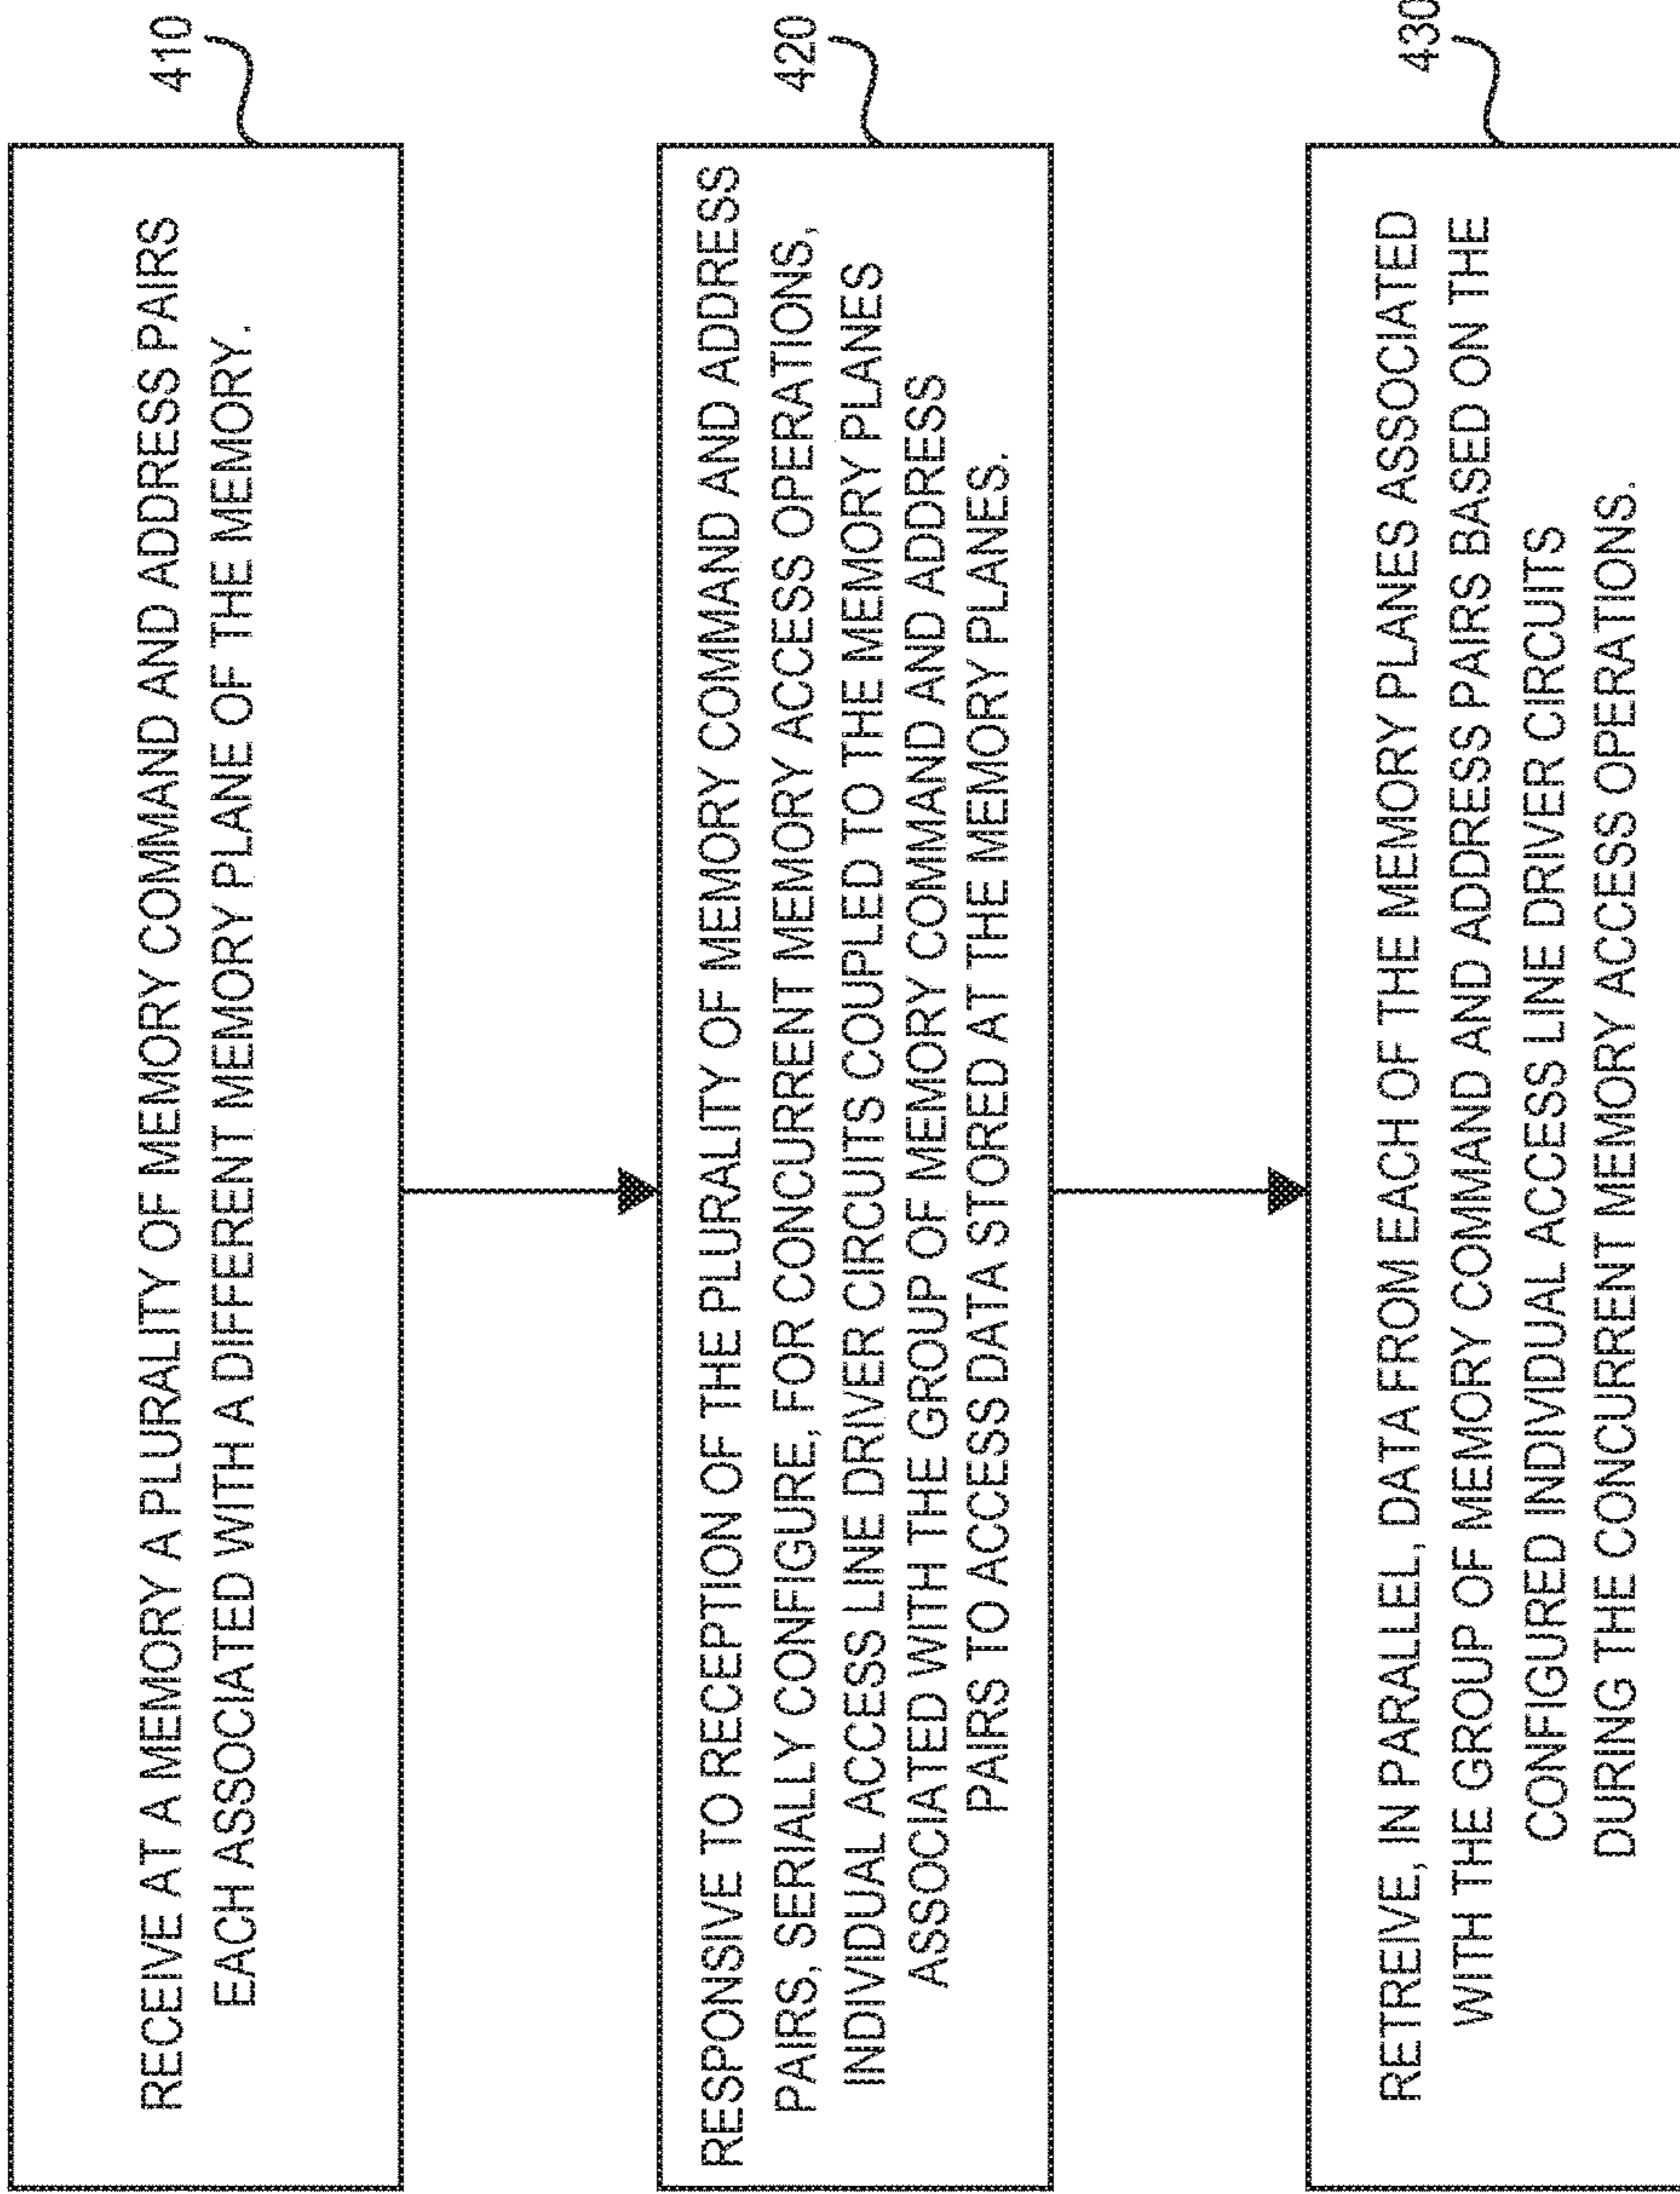 410
RECEIVE AT A MEMORY A PLURALITY OF MEMORY COMMAND AND ADDRESS PAIRS
EACH ASSOCIATED WITH A DIFFERENT MEMORY PLANE OF THE MEMORY.
420
RESPONSIVE TO RECEPTION OF THE PLURALITY OF MEMORY COMMAND AND ADDRESS
PAIRS, SERIALLY CONFIGURE, FOR CONCURRENT MEMORY ACCESS OPERATIONS,
INDIVIDUAL ACCESS LINE DRIVER CIRCUITS COUPLED TO THE MEMORY PLANES
ASSOCIATED WITH THE GROUP OF MEMORY COMMAND AND ADDRESS
PAIRS TO ACCESS DATA STORED AT THE MEMORY PLANES.
430
RETREIVE, IN PARALLEL, DATA FROM EACH OF THE MEMORY PLANES ASSOCIATED
WITH THE GROUP OF MEMORY COMMAND AND ADDRESS PAIRS BASED ON THE
CONFIGURED INDIVIDUAL ACCESS LINE DRIVER CIRCUITS
DURING THE CONCURRENT MEMORY ACCESS OPERATIONS.